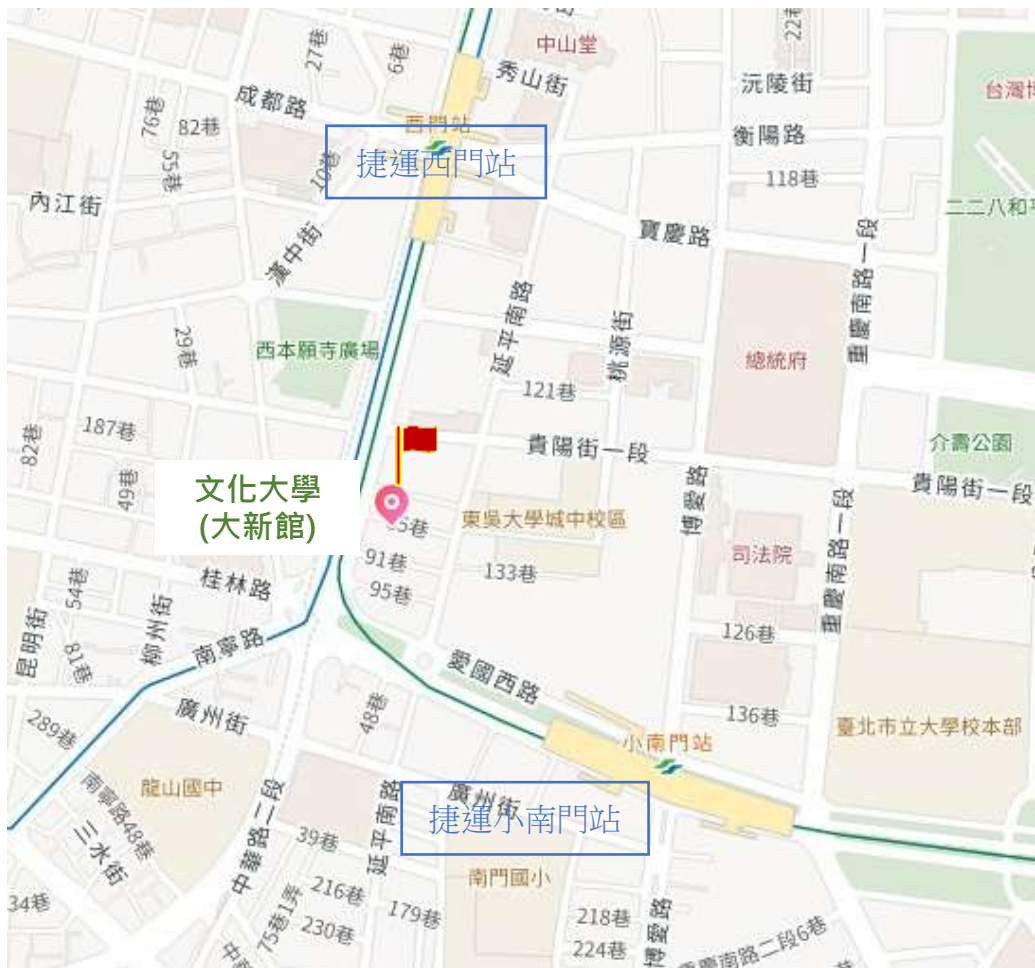 中山堂
22巷
27巷
6巷
秀山街
沅陵街
成都路
76巷
82巷
西門站
衡陽路
捷運西門站
10巷
55巷
118巷
內江街
二二八和平
寶慶路
漢中街
重慶南路一段
延平南路
桃源街
29巷
西本願寺廣場
總統府
121巷
187巷
82巷
貴陽街一段
介壽公園
49巷
文化大學
(大新館)
博愛路
貴陽街一段
東吳大學城中校區
91巷
133巷
司法院
重慶南路一段
桂林路
54巷
95巷
柳州街
昆明街
81巷
南寧路
126巷
愛國西路
廣州街
48巷
136巷
289巷
小南門站
臺北市立大學校本部
龍山國中
南寧路48巷
三水街
中華路二段
延平南路
廣州街
捷運小南門站
39巷
南門國小
216巷
34巷
75巷1弄
230巷
179巷
218巷
224巷
博愛路
重慶南路二段6巷